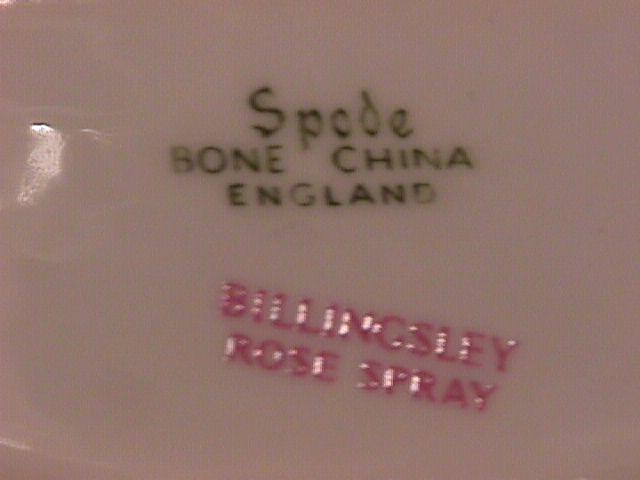 Spode
BONE CHINA
ENGLAND
BILLINGSLEY
ROSE SPRAY